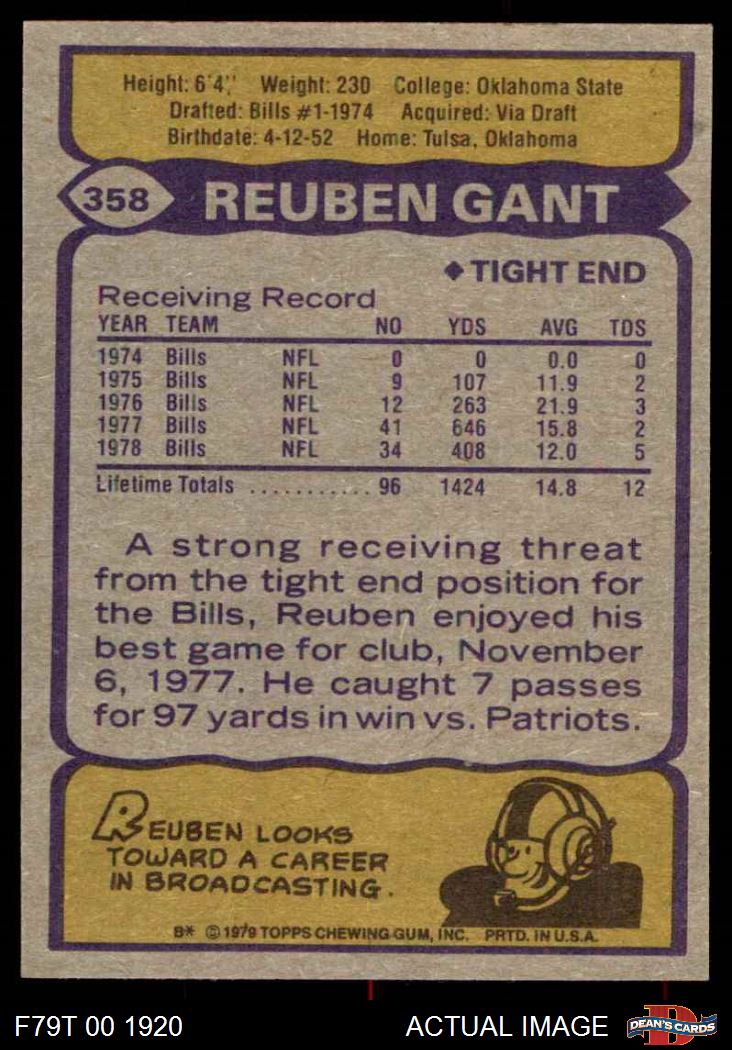 Height: 6'4" Weight: 230 College: Oklahoma State
Drafted: Bills #1-1974 Acquired: Via Draft
Birthdate: 4-12-52 Home: Tulsa, Oklahoma
358 REUBEN GANT
◆TIGHT END
Receiving Record
YEAR TEAM NO YDS AVG TDS
1974 Bills NFL 0 0 0.0 0
1975 Bills NFL 9 107 11.9 2
1976 Bills NFL 12 263 21.9 3
1977 Bills NFL 41 646 15.8 2
1978 Bills NFL 34 408 12.0 5
Lifetime Totals ........... 96 1424 14.8 12
A strong receiving threat
from the tight end position for
the Bills, Reuben enjoyed his
best game for club, November
6, 1977. He caught 7 passes
for 97 yards in win vs. Patriots.
REUBEN LOOKS
TOWARD A CAREER
IN BROADCASTING.
B* © 1979 TOPPS CHEWING GUM, INC. PRTD. IN U.S.A.
F79T 00 1920 ACTUAL IMAGE D DEAN'S CARDS